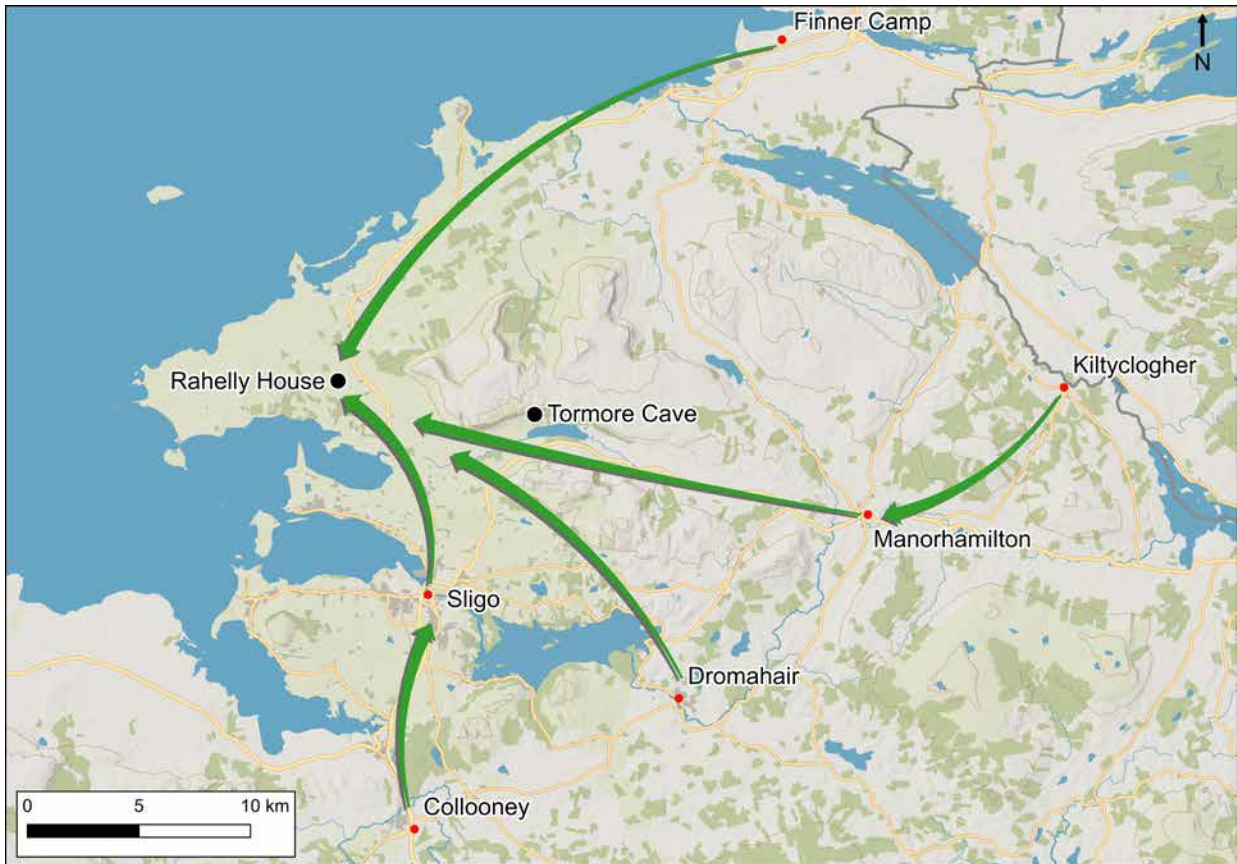 Finner Camp
N
Rahelly House
Kiltyclogher
Tormore Cave
Manorhamilton
Sligo
Dromahair
0 5 10 km
Collooney